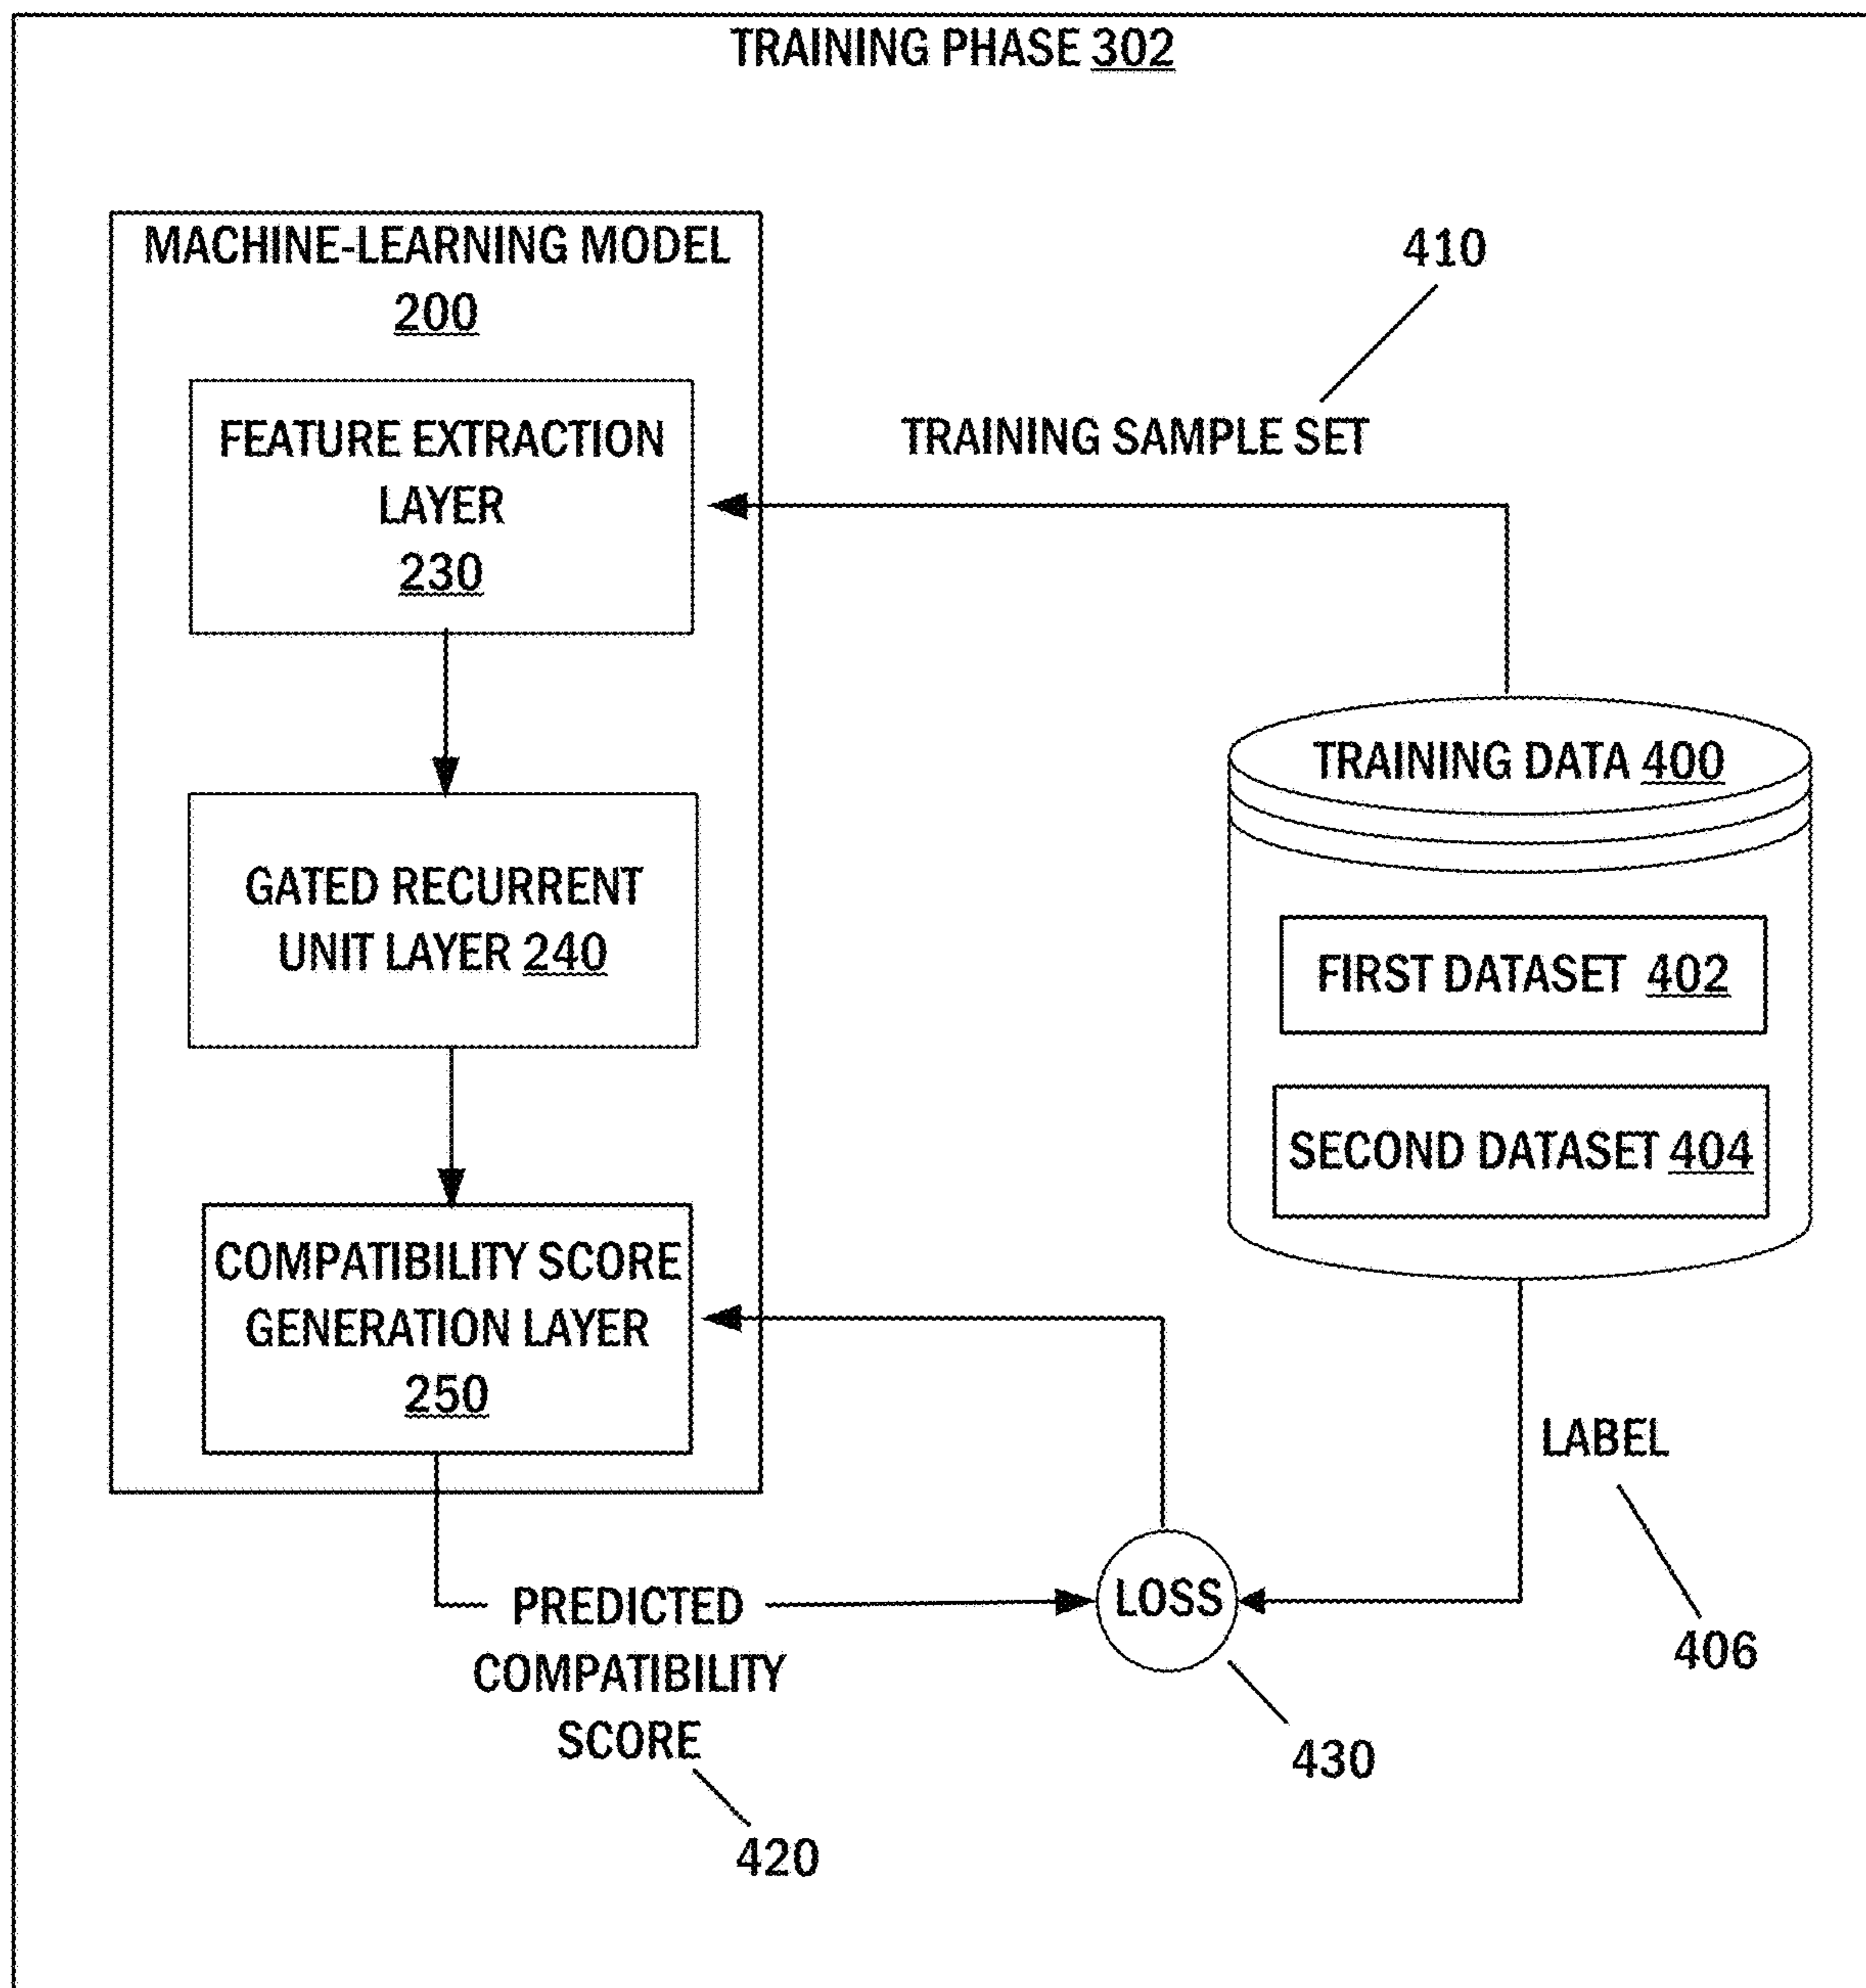 TRAINING PHASE 302
MACHINE-LEARNING MODEL
200
FEATURE EXTRACTION
LAYER
230
410
TRAINING SAMPLE SET
TRAINING DATA 400
GATED RECURRENT
UNIT LAYER 240
FIRST DATASET 402
SECOND DATASET 404
COMPATIBILITY SCORE
GENERATION LAYER
250
LABEL
406
LOSS
430
PREDICTED
COMPATIBILITY
SCORE
420